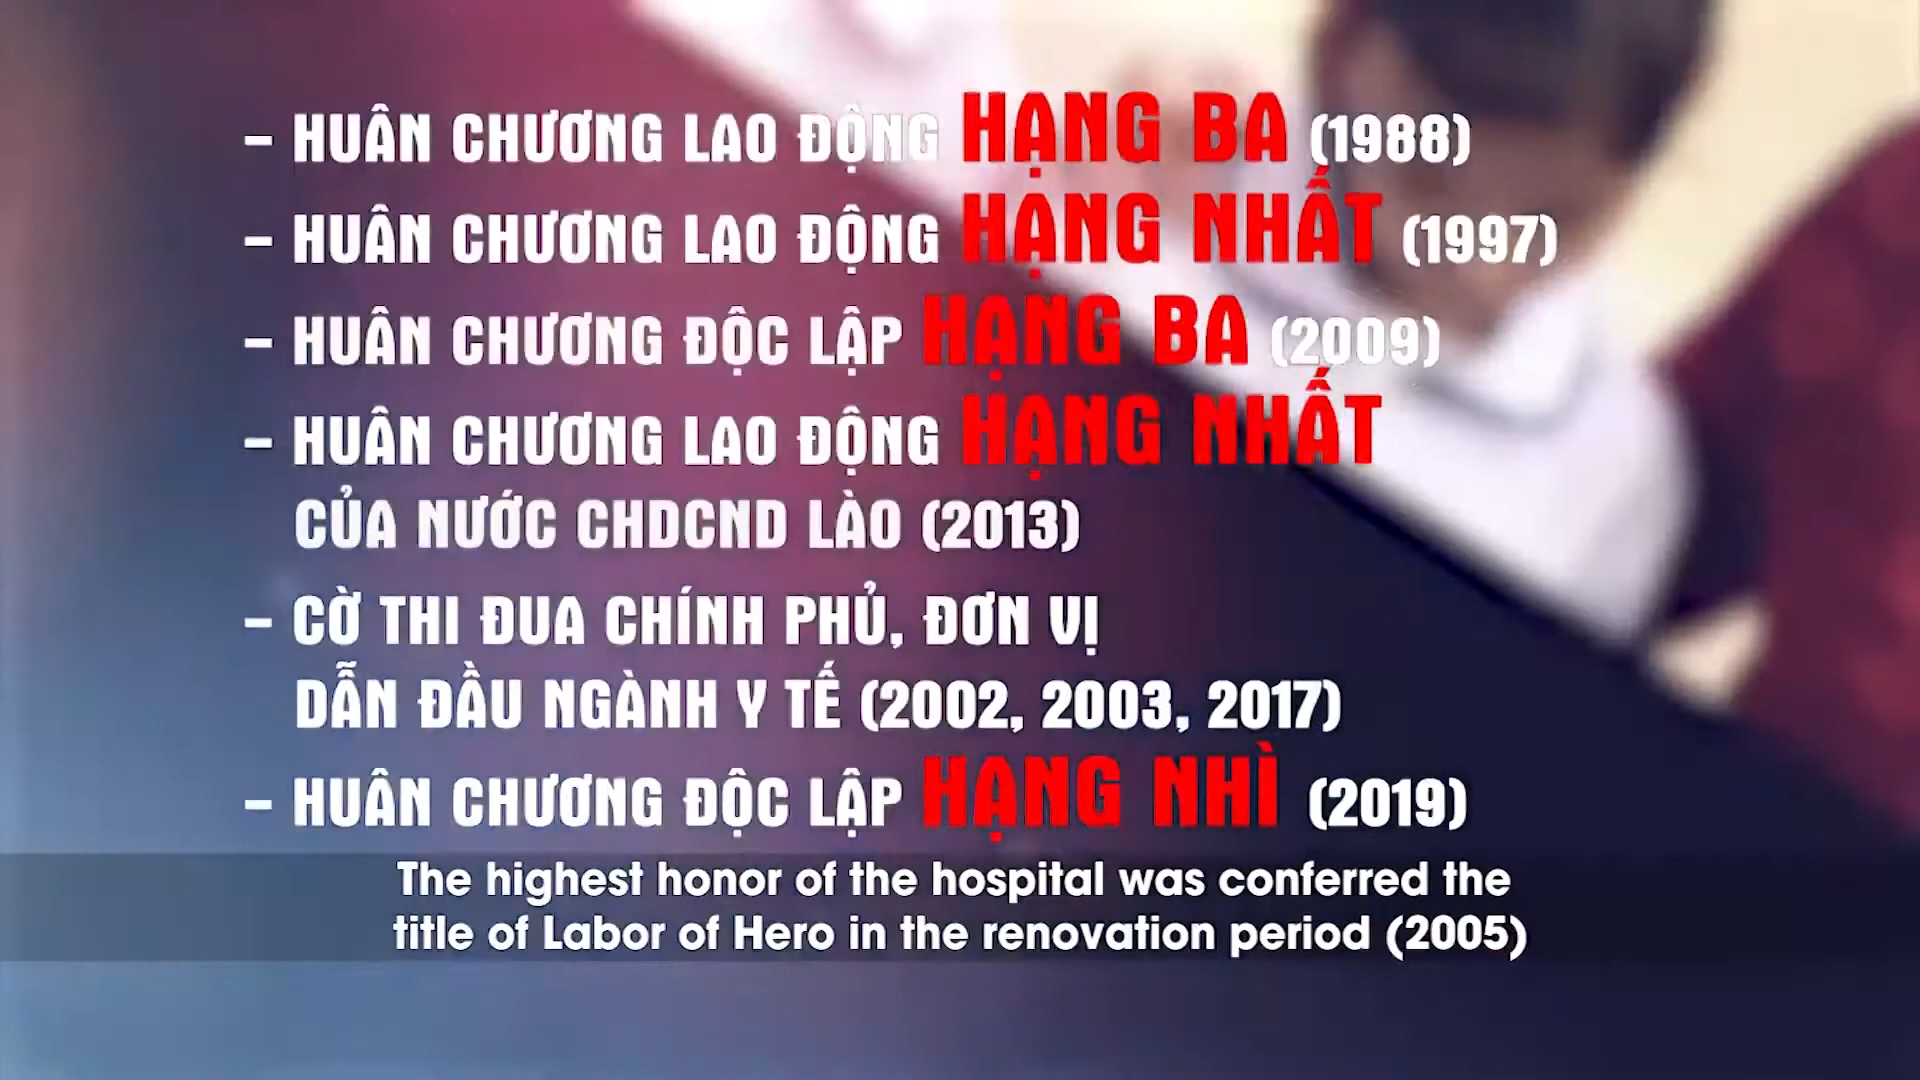 – HUÂN CHƯƠNG LAO ĐỘNG HẠNG BA (1988)
– HUÂN CHƯƠNG LAO ĐỘNG HẠNG NHẤT (1997)
– HUÂN CHƯƠNG ĐỘC LẬP HẠNG BA (2009)
– HUÂN CHƯƠNG LAO ĐỘNG HẠNG NHẤT
CỦA NƯỚC CHDCND LÀO (2013)
– CỜ THI ĐUA CHÍNH PHỦ, ĐƠN VỊ
DẪN ĐẦU NGÀNH Y TẾ (2002, 2003, 2017)
– HUÂN CHƯƠNG ĐỘC LẬP HẠNG NHÌ (2019)
The highest honor of the hospital was conferred the
title of Labor of Hero in the renovation period (2005)